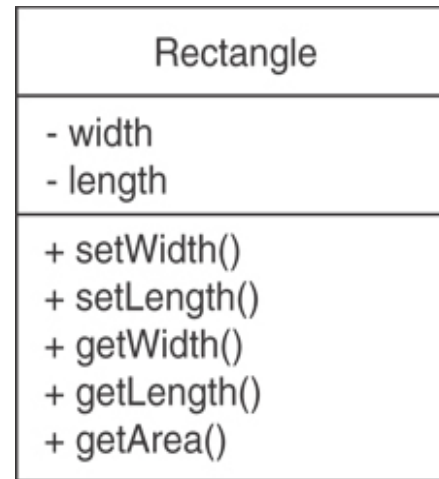 Rectangle
- width
- length
+ setWidth()
+ setLength()
+ getWidth()
+ getLength()
+ getArea()